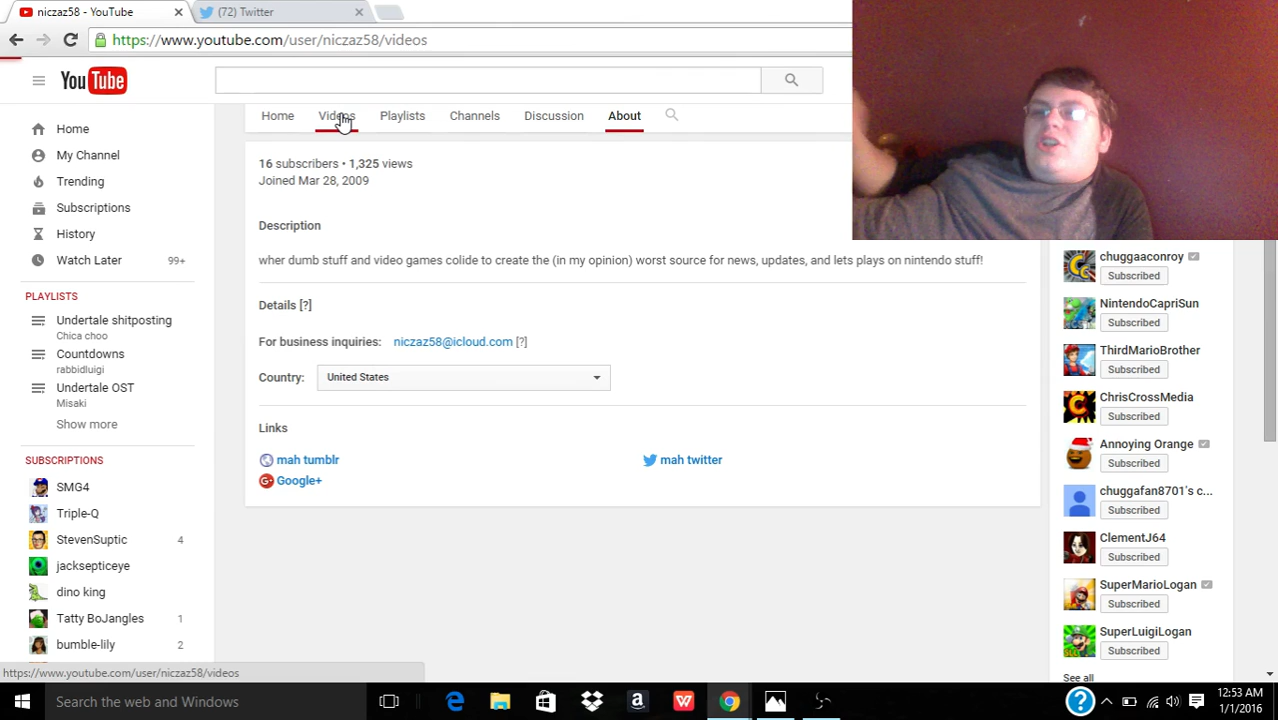 niczaz58 - YouTube
(72) Twitter
https://www.youtube.com/user/niczaz58/videos
YouTube
Home Videos Playlists Channels Discussion About
Home
My Channel
Trending
Subscriptions
History
Watch Later 99+
PLAYLISTS
Undertale shitposting
Chica choo
Countdowns
rabbidluigi
Undertale OST
Misaki
Show more
SUBSCRIPTIONS
SMG4
Triple-Q
StevenSuptic 4
jacksepticeye
dino king
Tatty BoJangles 1
bumble-lily 2
16 subscribers • 1,325 views
Joined Mar 28, 2009
Description
wher dumb stuff and video games colide to create the (in my opinion) worst source for news, updates, and lets plays on nintendo stuff!
Details [?]
For business inquiries: niczaz58@icloud.com [?]
Country: United States
Links
mah tumblr
mah twitter
Google+
chuggaaconroy
Subscribed
NintendoCapriSun
Subscribed
ThirdMarioBrother
Subscribed
ChrisCrossMedia
Subscribed
Annoying Orange
Subscribed
chuggafan8701's c...
Subscribed
ClementJ64
Subscribed
SuperMarioLogan
Subscribed
SuperLuigiLogan
Subscribed
See all
https://www.youtube.com/user/niczaz58/videos
Search the web and Windows
12:53 AM
1/1/2016